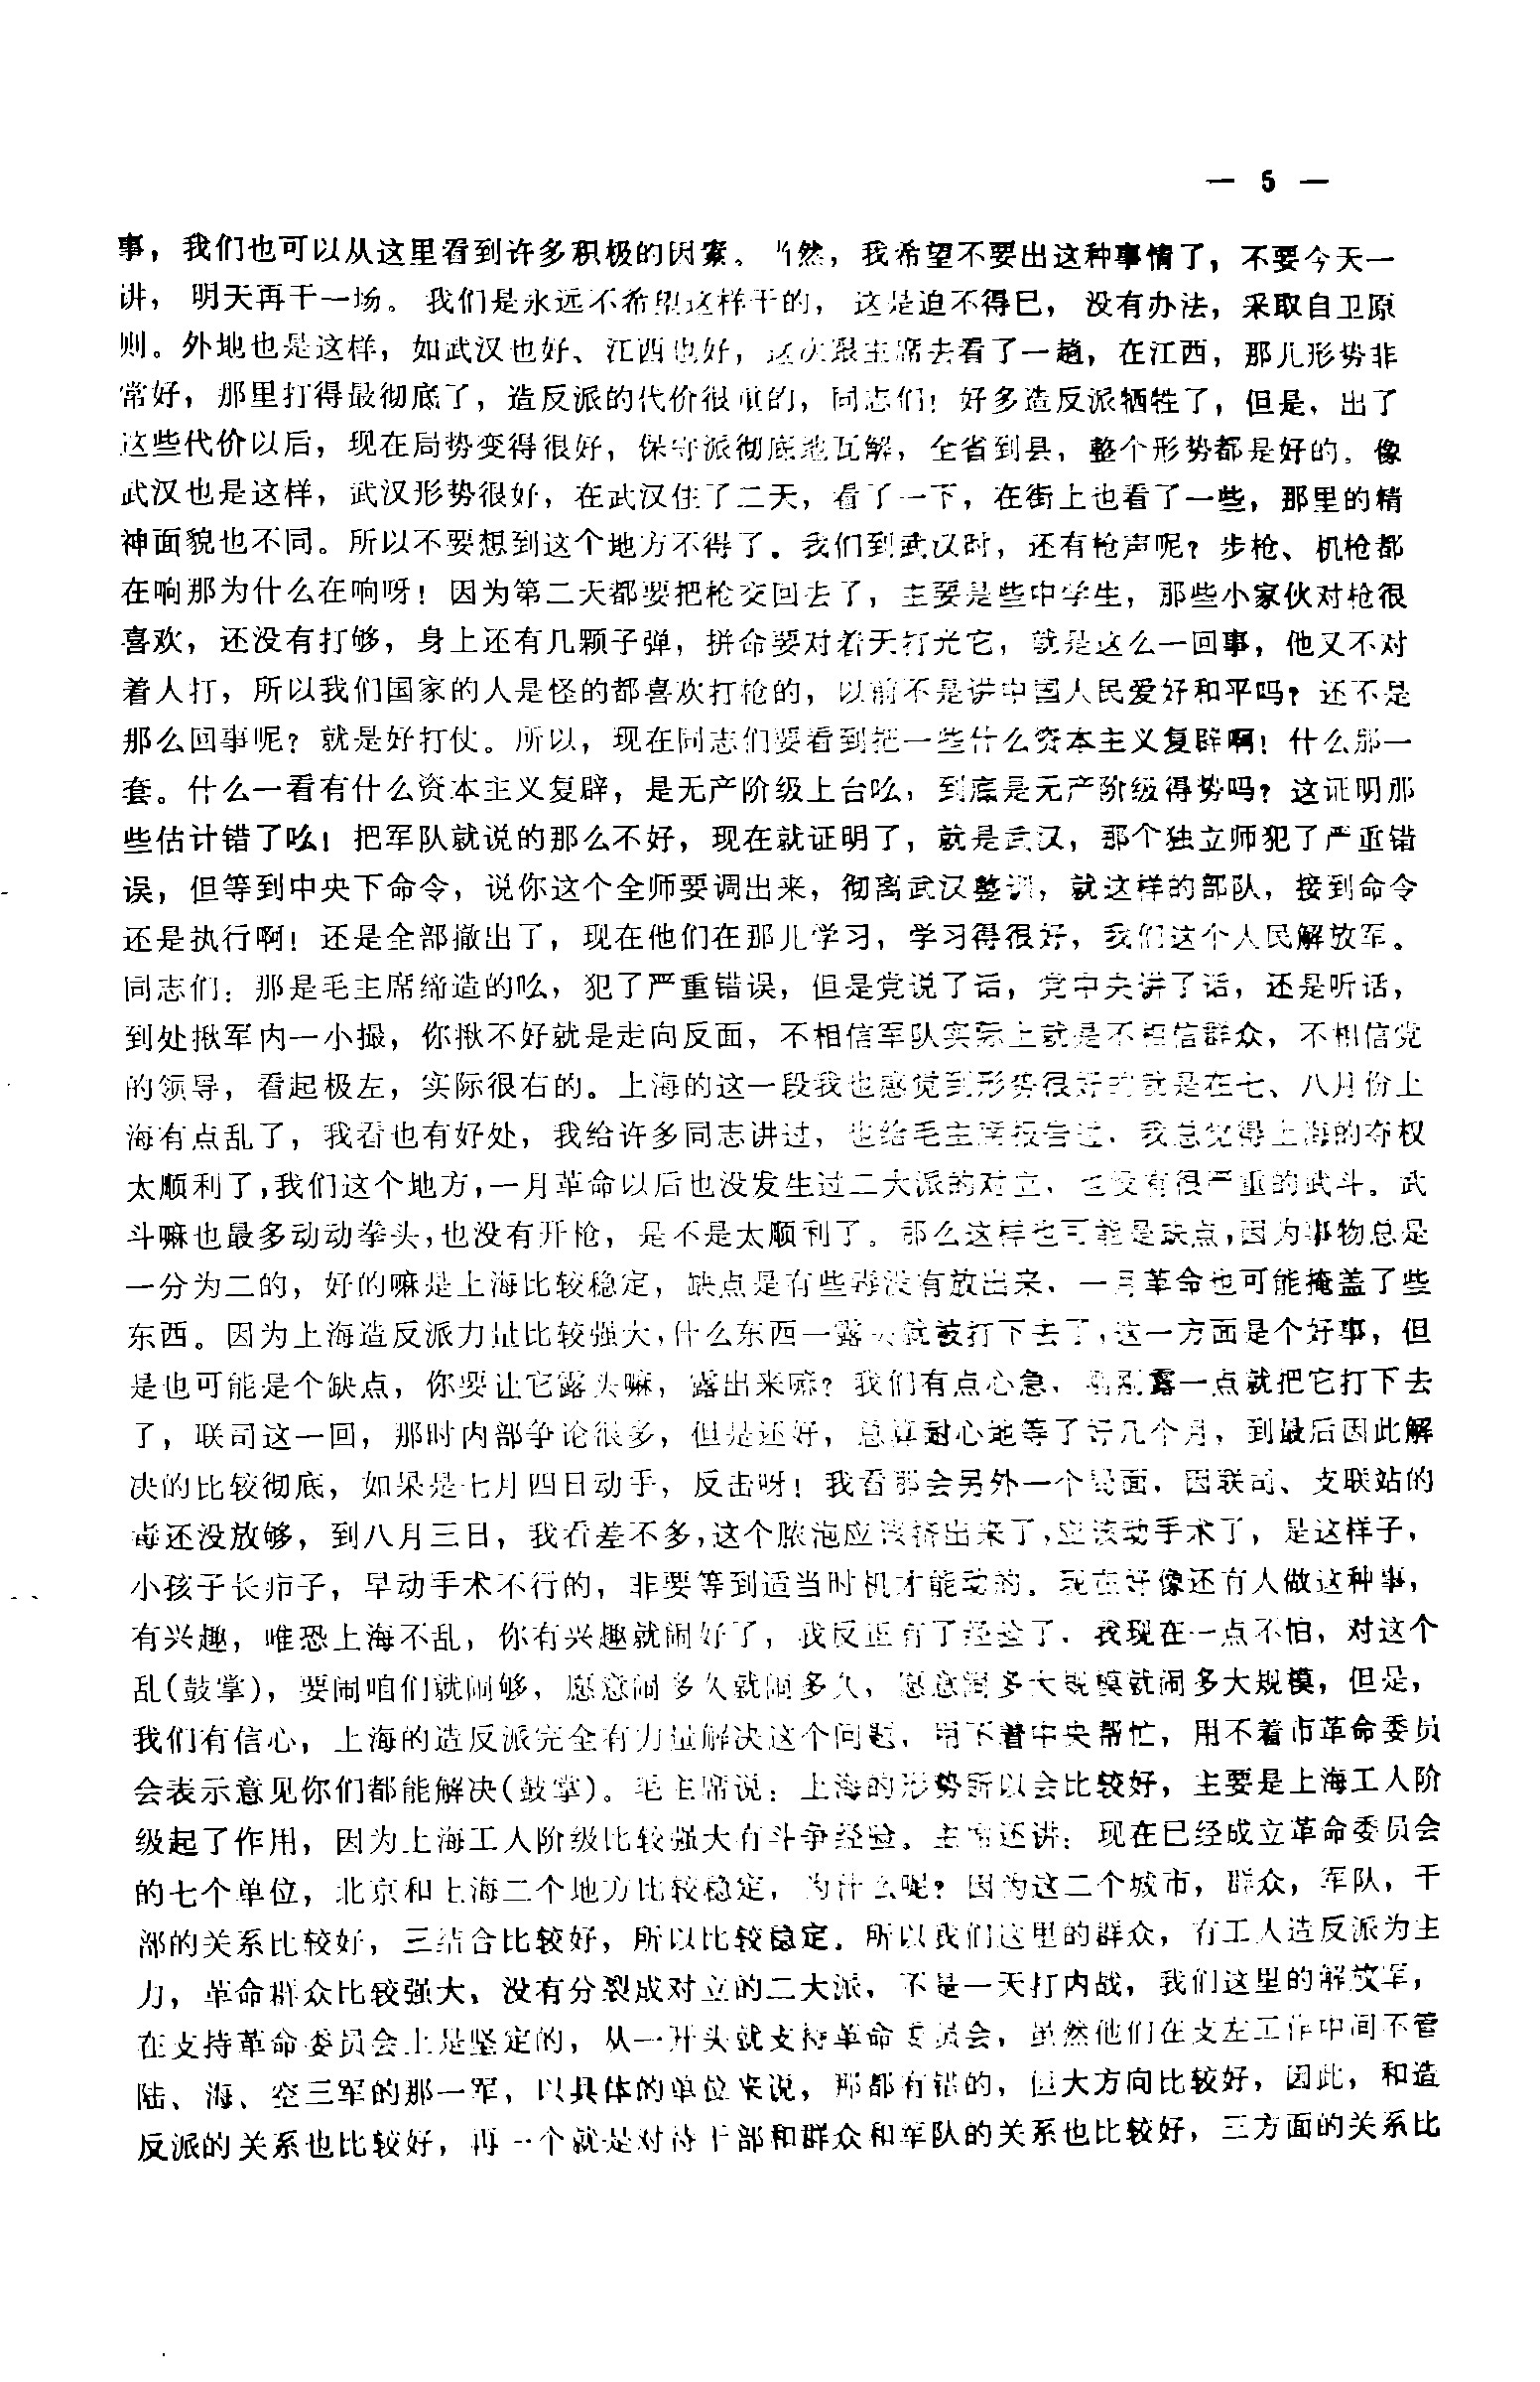 — 5 —
事，我们也可以从这里看到许多积极的因素。当然，我希望不要出这种事情了，不要今天一
讲，明天再干一场。我们是永远不希望这样干的，这是迫不得已，没有办法，采取自卫原
则。外地也是这样，如武汉也好、江西也好，这次跟主席去看了一趟，在江西，那儿形势非
常好，那里打得最彻底了，造反派的代价很重的，同志们！好多造反派牺牲了，但是，出了
这些代价以后，现在局势变得很好，保守派彻底地瓦解，全省到县，整个形势都是好的。像
武汉也是这样，武汉形势很好，在武汉住了二天，看了一下，在街上也看了一些，那里的精
神面貌也不同。所以不要想到这个地方不得了。我们到武汉时，还有枪声呢？步枪、机枪都
在响那为什么在响呀！因为第二天都要把枪交回去了，主要是些中学生，那些小家伙对枪很
喜欢，还没有打够，身上还有几颗子弹，拼命要对着天打光它，就是这么一回事，他又不对
着人打，所以我们国家的人是怪的都喜欢打枪的，以前不是讲中国人民爱好和平吗？还不是
那么回事呢？就是好打仗。所以，现在同志们要看到把一些什么资本主义复辟啊！什么那一
套。什么一看有什么资本主义复辟，是无产阶级上台吆，到底是无产阶级得势吗？这证明那
些估计错了吆！把军队就说的那么不好，现在就证明了，就是武汉，那个独立师犯了严重错
误，但等到中央下命令，说你这个全师要调出来，彻离武汉整训，就这样的部队，接到命令
还是执行啊！还是全部撤出了，现在他们在那儿学习，学习得很好，我们这个人民解放军。
同志们：那是毛主席缔造的吆，犯了严重错误，但是党说了话，党中央讲了话，还是听话，
到处揪军内一小撮，你揪不好就是走向反面，不相信军队实际上就是不相信群众，不相信党
的领导，看起极左，实际很右的。上海的这一段我也感觉到形势很好的就是在七、八月份上
海有点乱了，我看也有好处，我给许多同志讲过，也给毛主席报告过，我总觉得上海的夺权
太顺利了，我们这个地方，一月革命以后也没发生过二大派的对立，也没有很严重的武斗。武
斗嘛也最多动动拳头，也没有开枪，是不是太顺利了。那么这样也可能是缺点，因为事物总是
一分为二的，好的嘛是上海比较稳定，缺点是有些毒没有放出来，一月革命也可能掩盖了些
东西。因为上海造反派力量比较强大，什么东西一露头就被打下去了，这一方面是个好事，但
是也可能是个缺点，你要让它露头嘛，露出来嘛？我们有点心急，刚刚露一点就把它打下去
了，联司这一回，那时内部争论很多，但是还好，总算耐心地等了好几个月，到最后因此解
决的比较彻底，如果是七月四日动手，反击呀！我看那会另外一个局面，因联司、支联站的
毒还没放够，到八月三日，我看差不多，这个脓泡应该挤出来了，应该动手术了，是这样子，
小孩子长疖子，早动手术不行的，非要等到适当时机才能动的。现在好像还有人做这种事，
有兴趣，唯恐上海不乱，你有兴趣就闹好了，我反正有了经验了，我现在一点不怕，对这个
乱（鼓掌），要闹咱们就闹够，愿意闹多久就闹多久，愿意闹多大规模就闹多大规模，但是，
我们有信心，上海的造反派完全有力量解决这个问题，用不着中央帮忙，用不着市革命委员
会表示意见你们都能解决（鼓掌）。毛主席说：上海的形势所以会比较好，主要是上海工人阶
级起了作用，因为上海工人阶级比较强大有斗争经验。主席还讲：现在已经成立革命委员会
的七个单位，北京和上海二个地方比较稳定，为什么呢？因为这二个城市，群众，军队，干
部的关系比较好，三结合比较好，所以比较稳定。所以我们这里的群众，有工人造反派为主
力，革命群众比较强大，没有分裂成对立的二大派，不是一天打内战，我们这里的解放军，
在支持革命委员会上是坚定的，从一开头就支持革命委员会，虽然他们在支左工作中间不管
陆、海、空三军的那一军，以具体的单位来说，那都有错的，但大方向比较好，因此，和造
反派的关系也比较好，再一个就是对待干部和群众和军队的关系也比较好，三方面的关系比